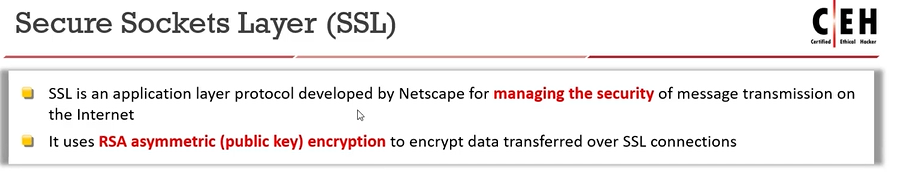 Secure Sockets Layer (SSL)
C EH
Certified Ethical Hacker
SSL is an application layer protocol developed by Netscape for managing the security of message transmission on
the Internet
It uses RSA asymmetric (public key) encryption to encrypt data transferred over SSL connections